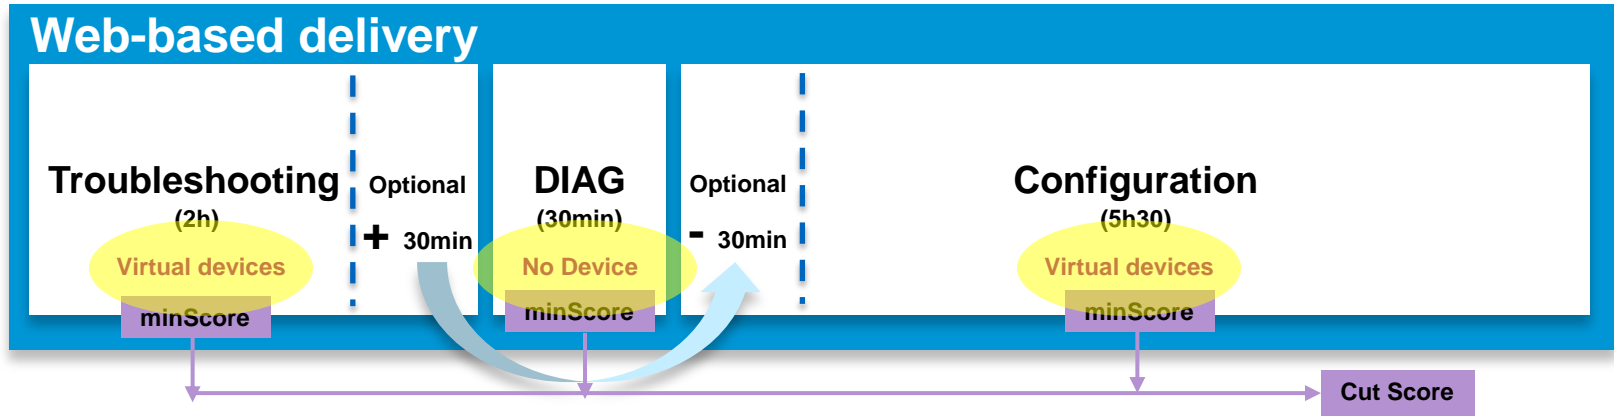 Web-based delivery
Troubleshooting
(2h)
Virtual devices
minScore
Optional
+ 30min
DIAG
(30min)
No Device
minScore
Optional
- 30min
Configuration
(5h30)
Virtual devices
minScore
Cut Score